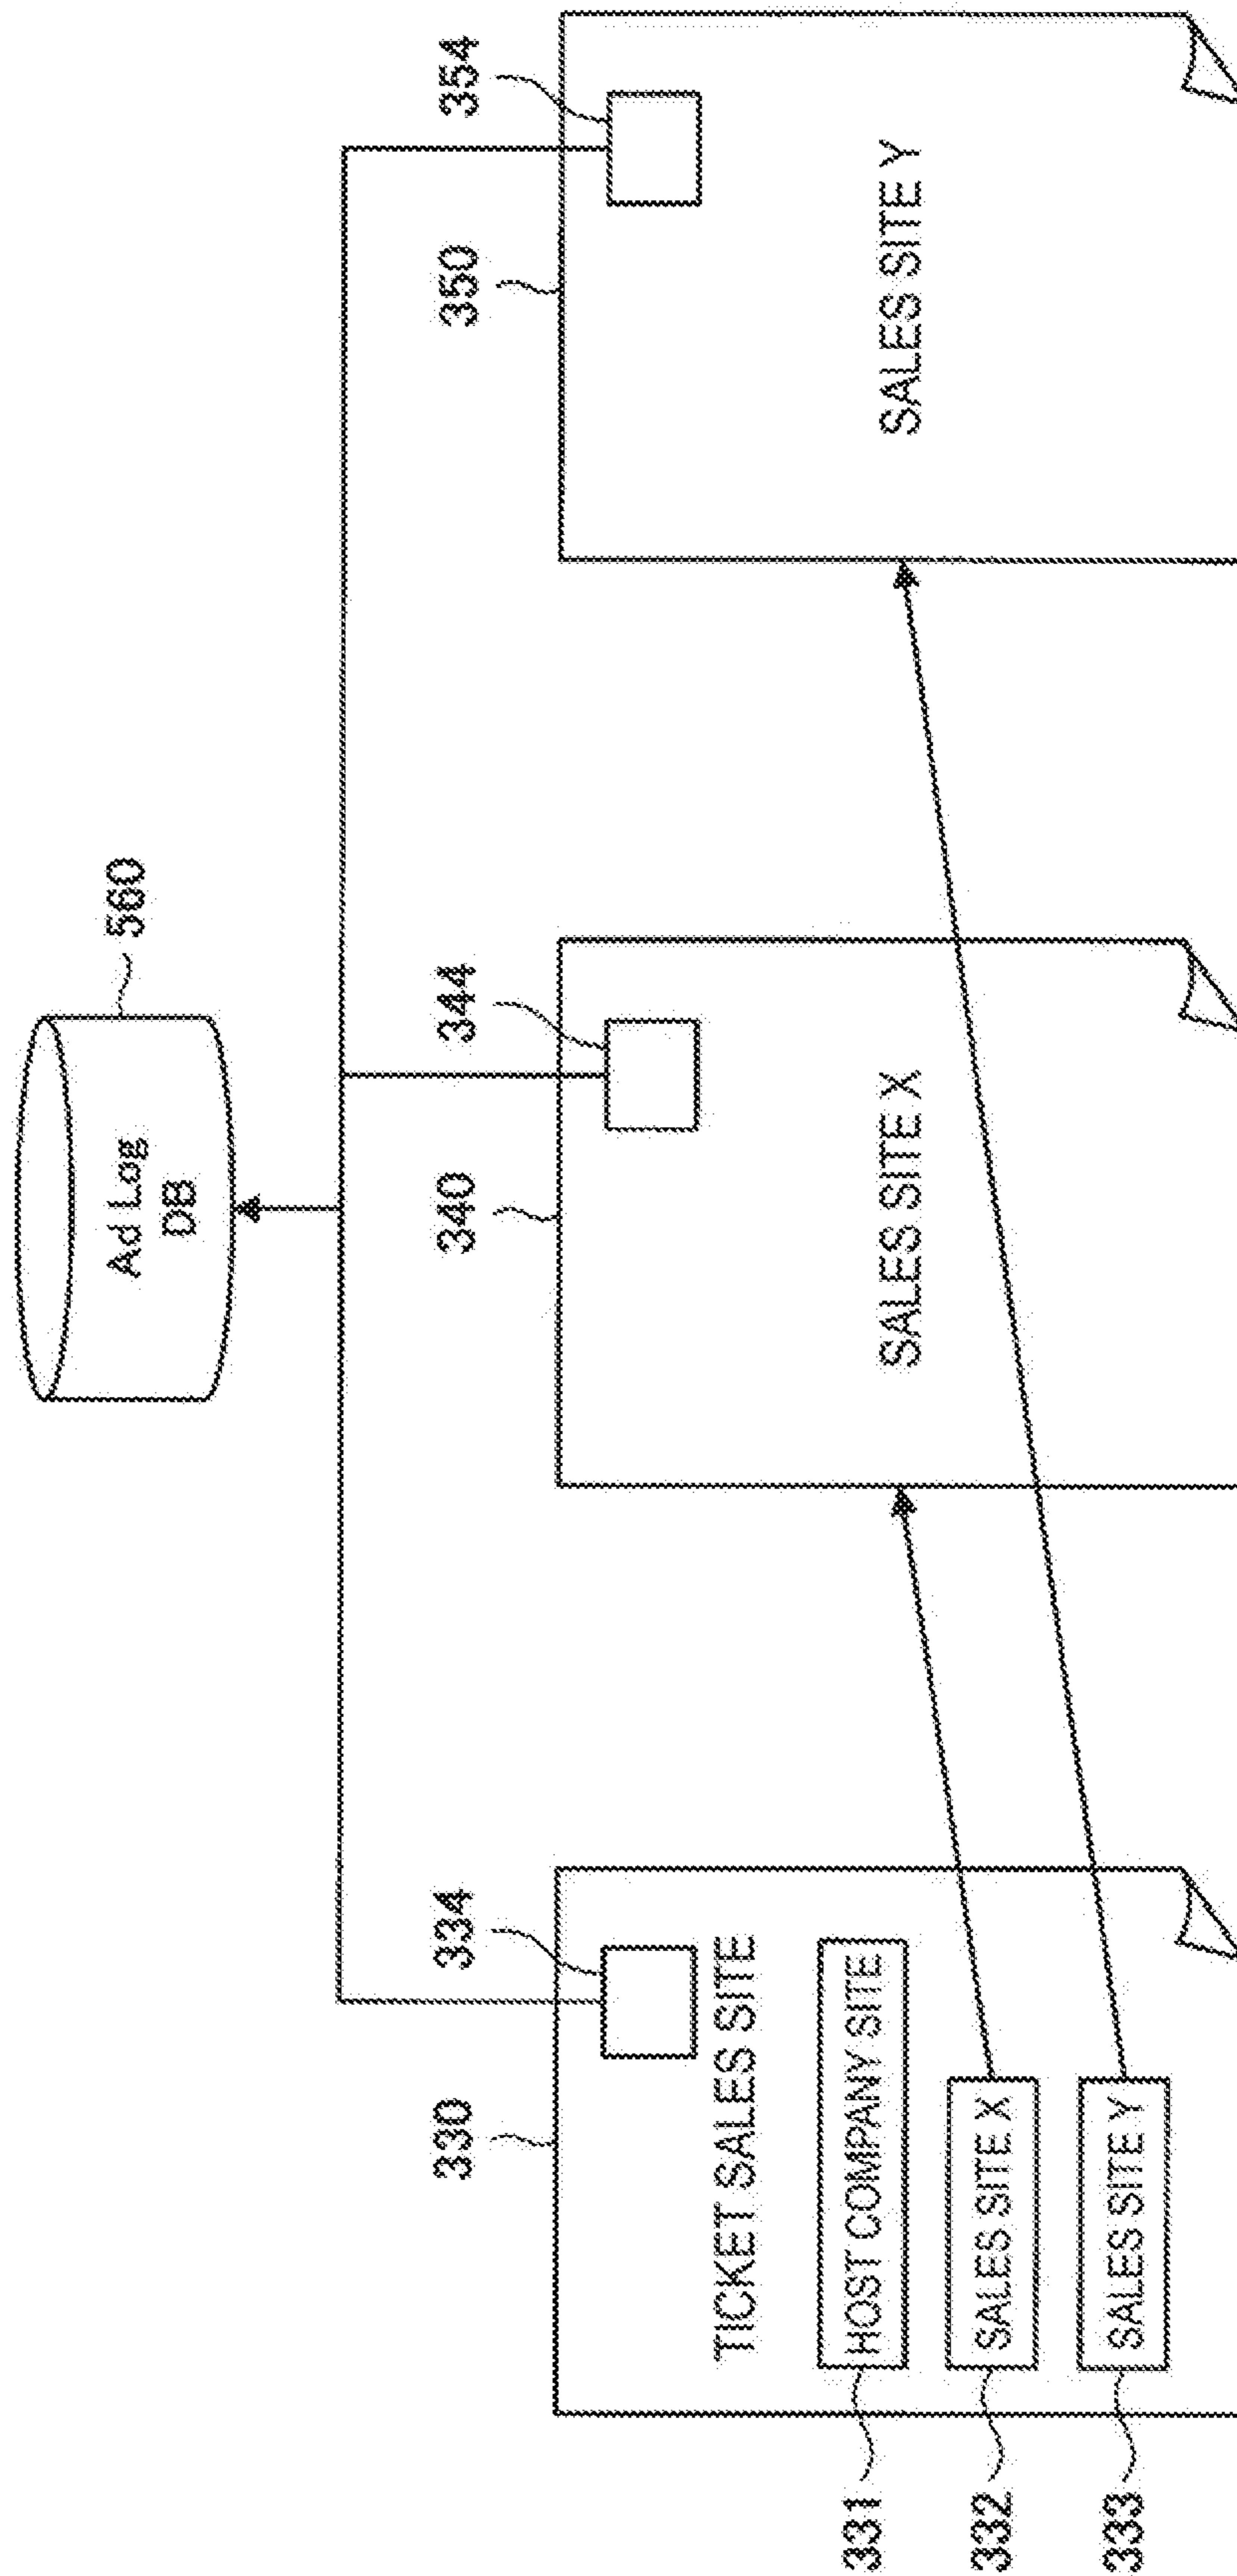 Ad Log
DB
560
330
334
340
344
350
354
TICKET SALES SITE
331
HOST COMPANY SITE
332
SALES SITE X
333
SALES SITE Y
SALES SITE X
SALES SITE Y